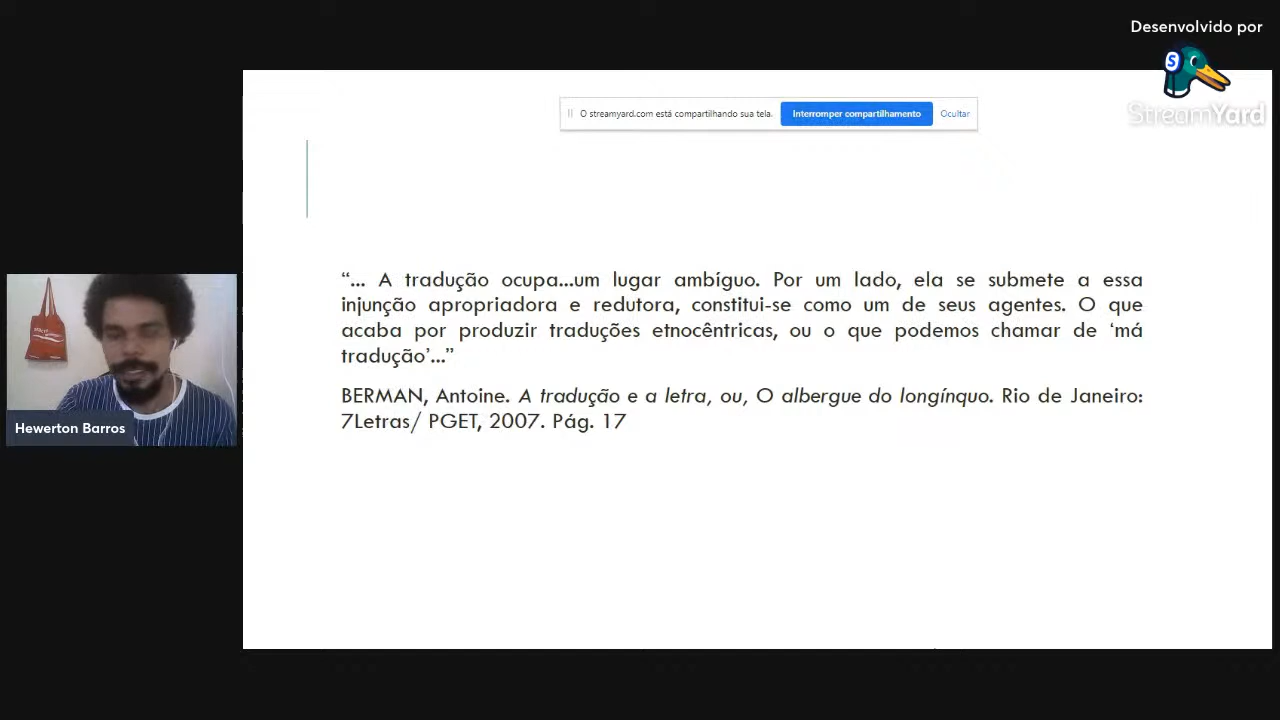 Desenvolvido por
S
StreamYard
O streamyard.com está compartilhando sua tela. Interromper compartilhamento Ocultar
“... A tradução ocupa...um lugar ambíguo. Por um lado, ela se submete a essa
injunção apropriadora e redutora, constitui-se como um de seus agentes. O que
acaba por produzir traduções etnocêntricas, ou o que podemos chamar de ‘má
tradução’...”
BERMAN, Antoine. A tradução e a letra, ou, O albergue do longínquo. Rio de Janeiro:
7Letras/ PGET, 2007. Pág. 17
Hewerton Barros